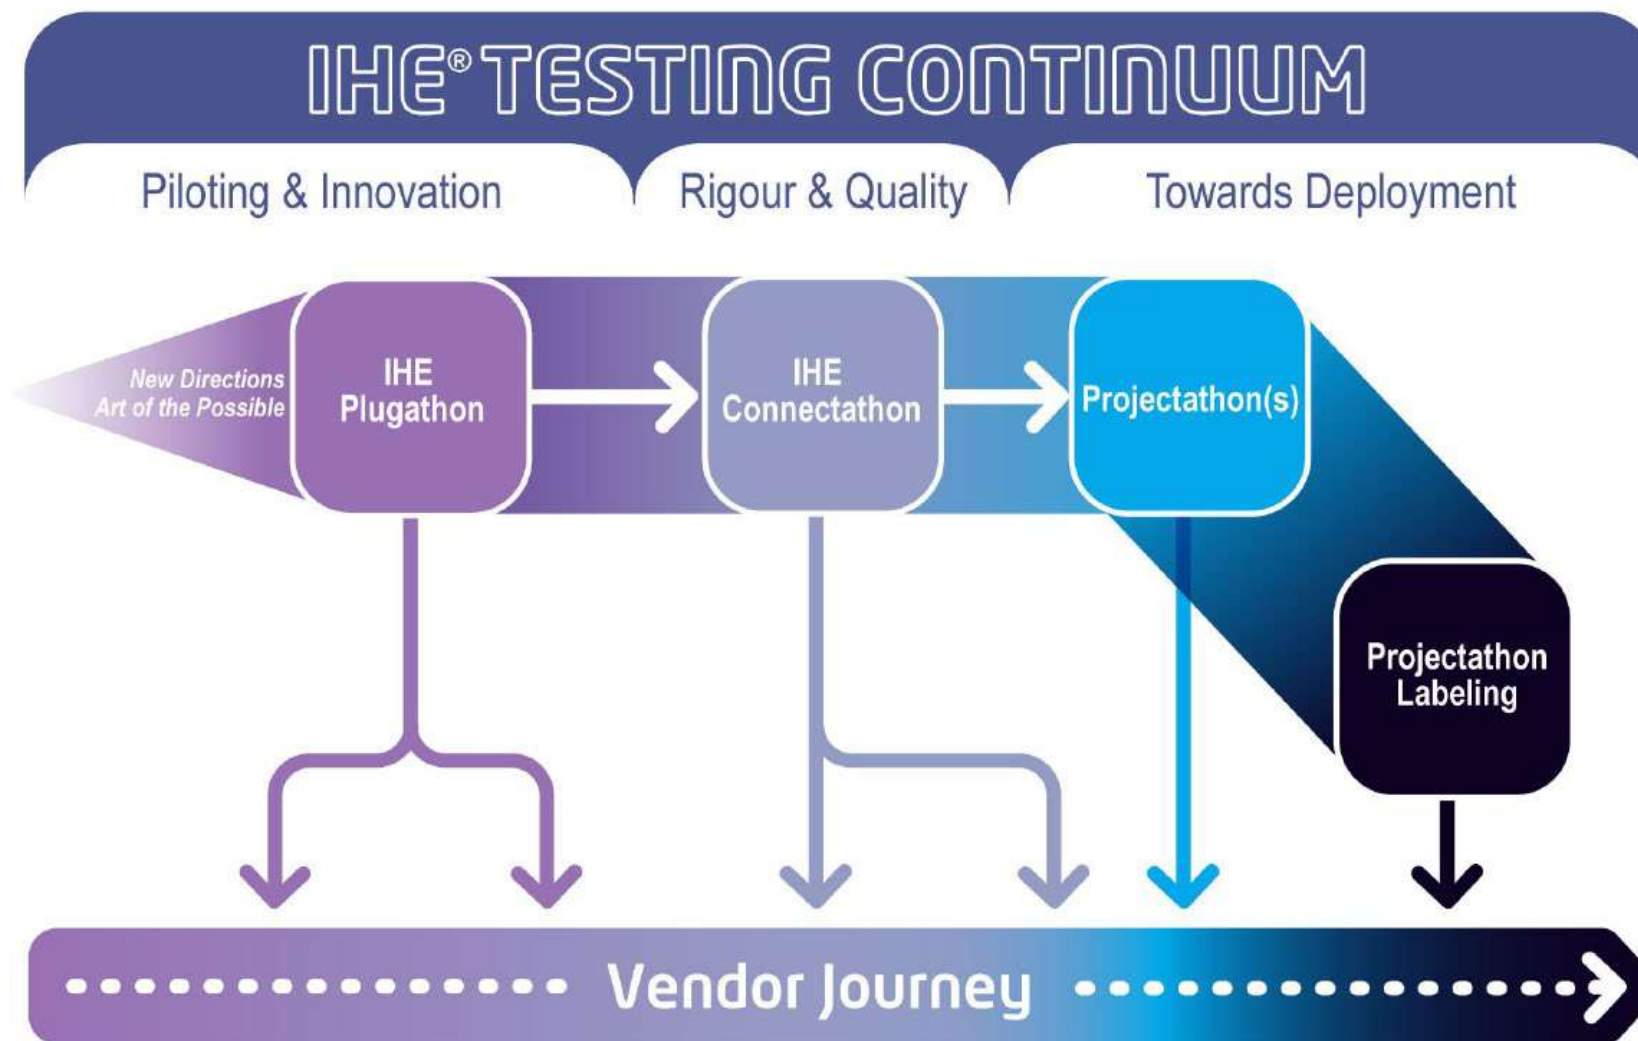 IHE® TESTING CONTINUUM
Piloting & Innovation
Rigour & Quality
Towards Deployment
New Directions
Art of the Possible
IHE
Plugathon
IHE
Connectathon
Projectathon(s)
Projectathon
Labeling
Vendor Journey